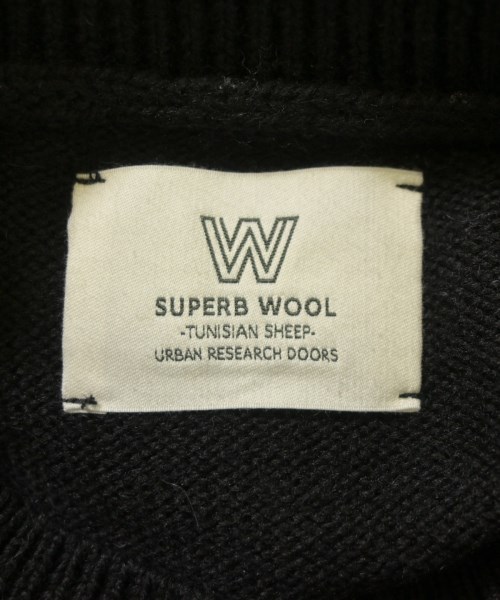 W
SUPERB WOOL
-TUNISIAN SHEEP-
URBAN RESEARCH DOORS